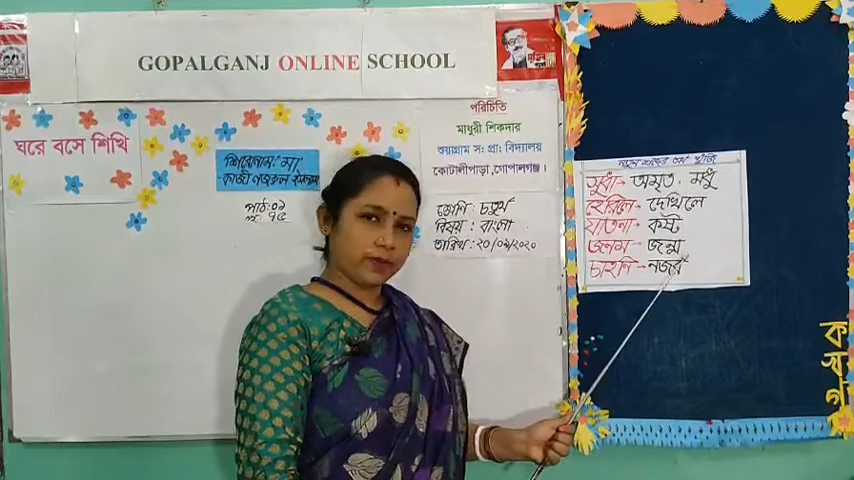 GOPALGANJ ONLINE SCHOOL
ঘরে বসে শিখি
শিরোনাম: মা
-কাজী নজরুল ইসলাম
পাঠ: ০১
পৃ: ৭৫
পরিচিতি
মাধুরী শিকদার
শুয়াগ্রাম স: প্রা: বিদ্যালয়
কোটালীপাড়া, গোপালগঞ্জ।
শ্রেণি: চতুর্থ
বিষয়: বাংলা
তারিখ: ২০/০৯/২০২০
নতুন শব্দের অর্থ খুঁজি
সুধা→ অমৃত, মধু
হেরিলে→ দেখিলে
যাতনা→ কষ্ট
জনম→ জন্ম
চাহনি→ নজর
ক
খ
গ